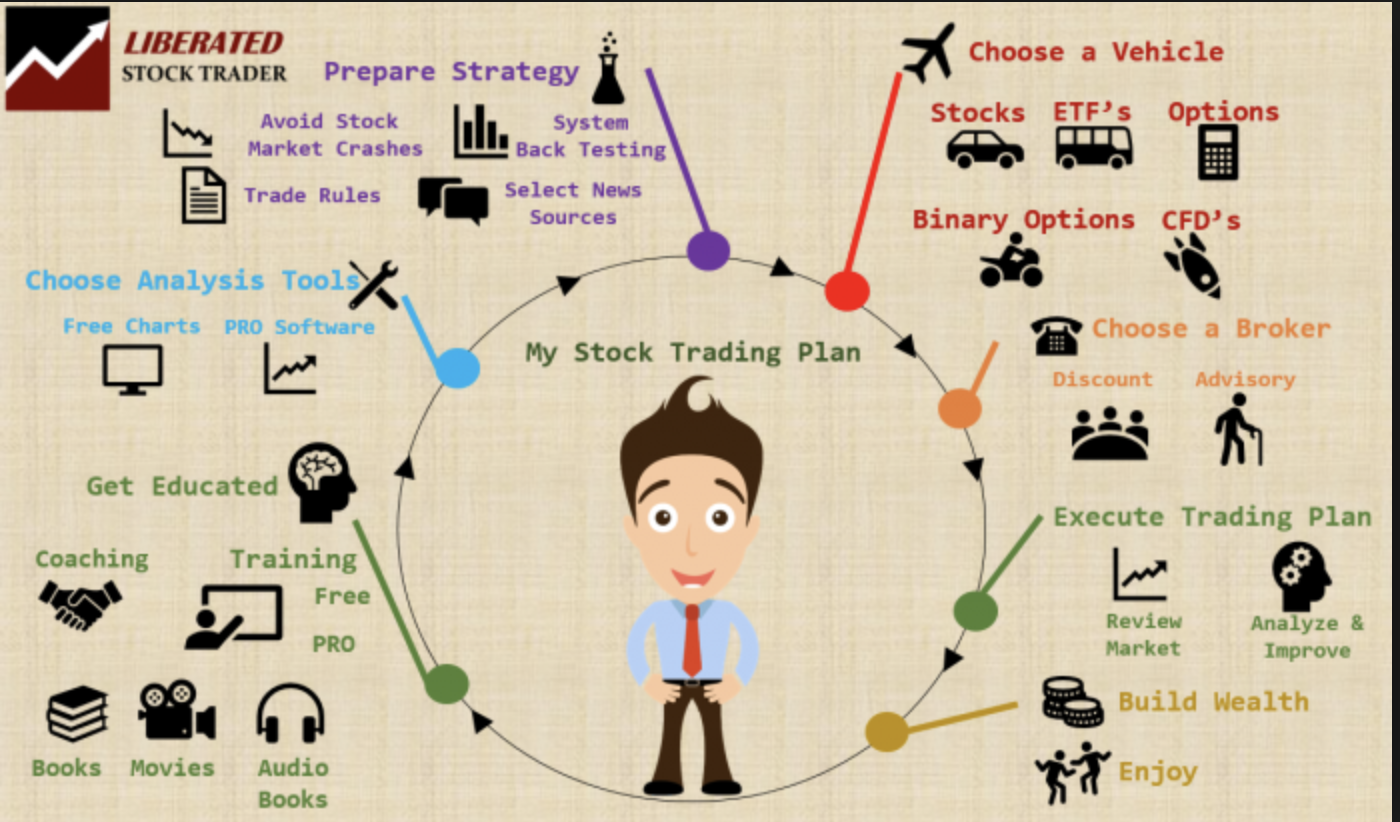 LIBERATED
STOCK TRADER
Prepare Strategy
Avoid Stock
Market Crashes
System
Back Testing
Trade Rules
Select News
Sources
Choose a Vehicle
Stocks
ETF’s
Options
Binary Options
CFD’s
Choose Analysis Tools
Free Charts
PRO Software
My Stock Trading Plan
Choose a Broker
Discount
Advisory
Get Educated
Coaching
Training
Free
PRO
Books
Movies
Audio
Books
Execute Trading Plan
Review
Market
Analyze &
Improve
Build Wealth
Enjoy